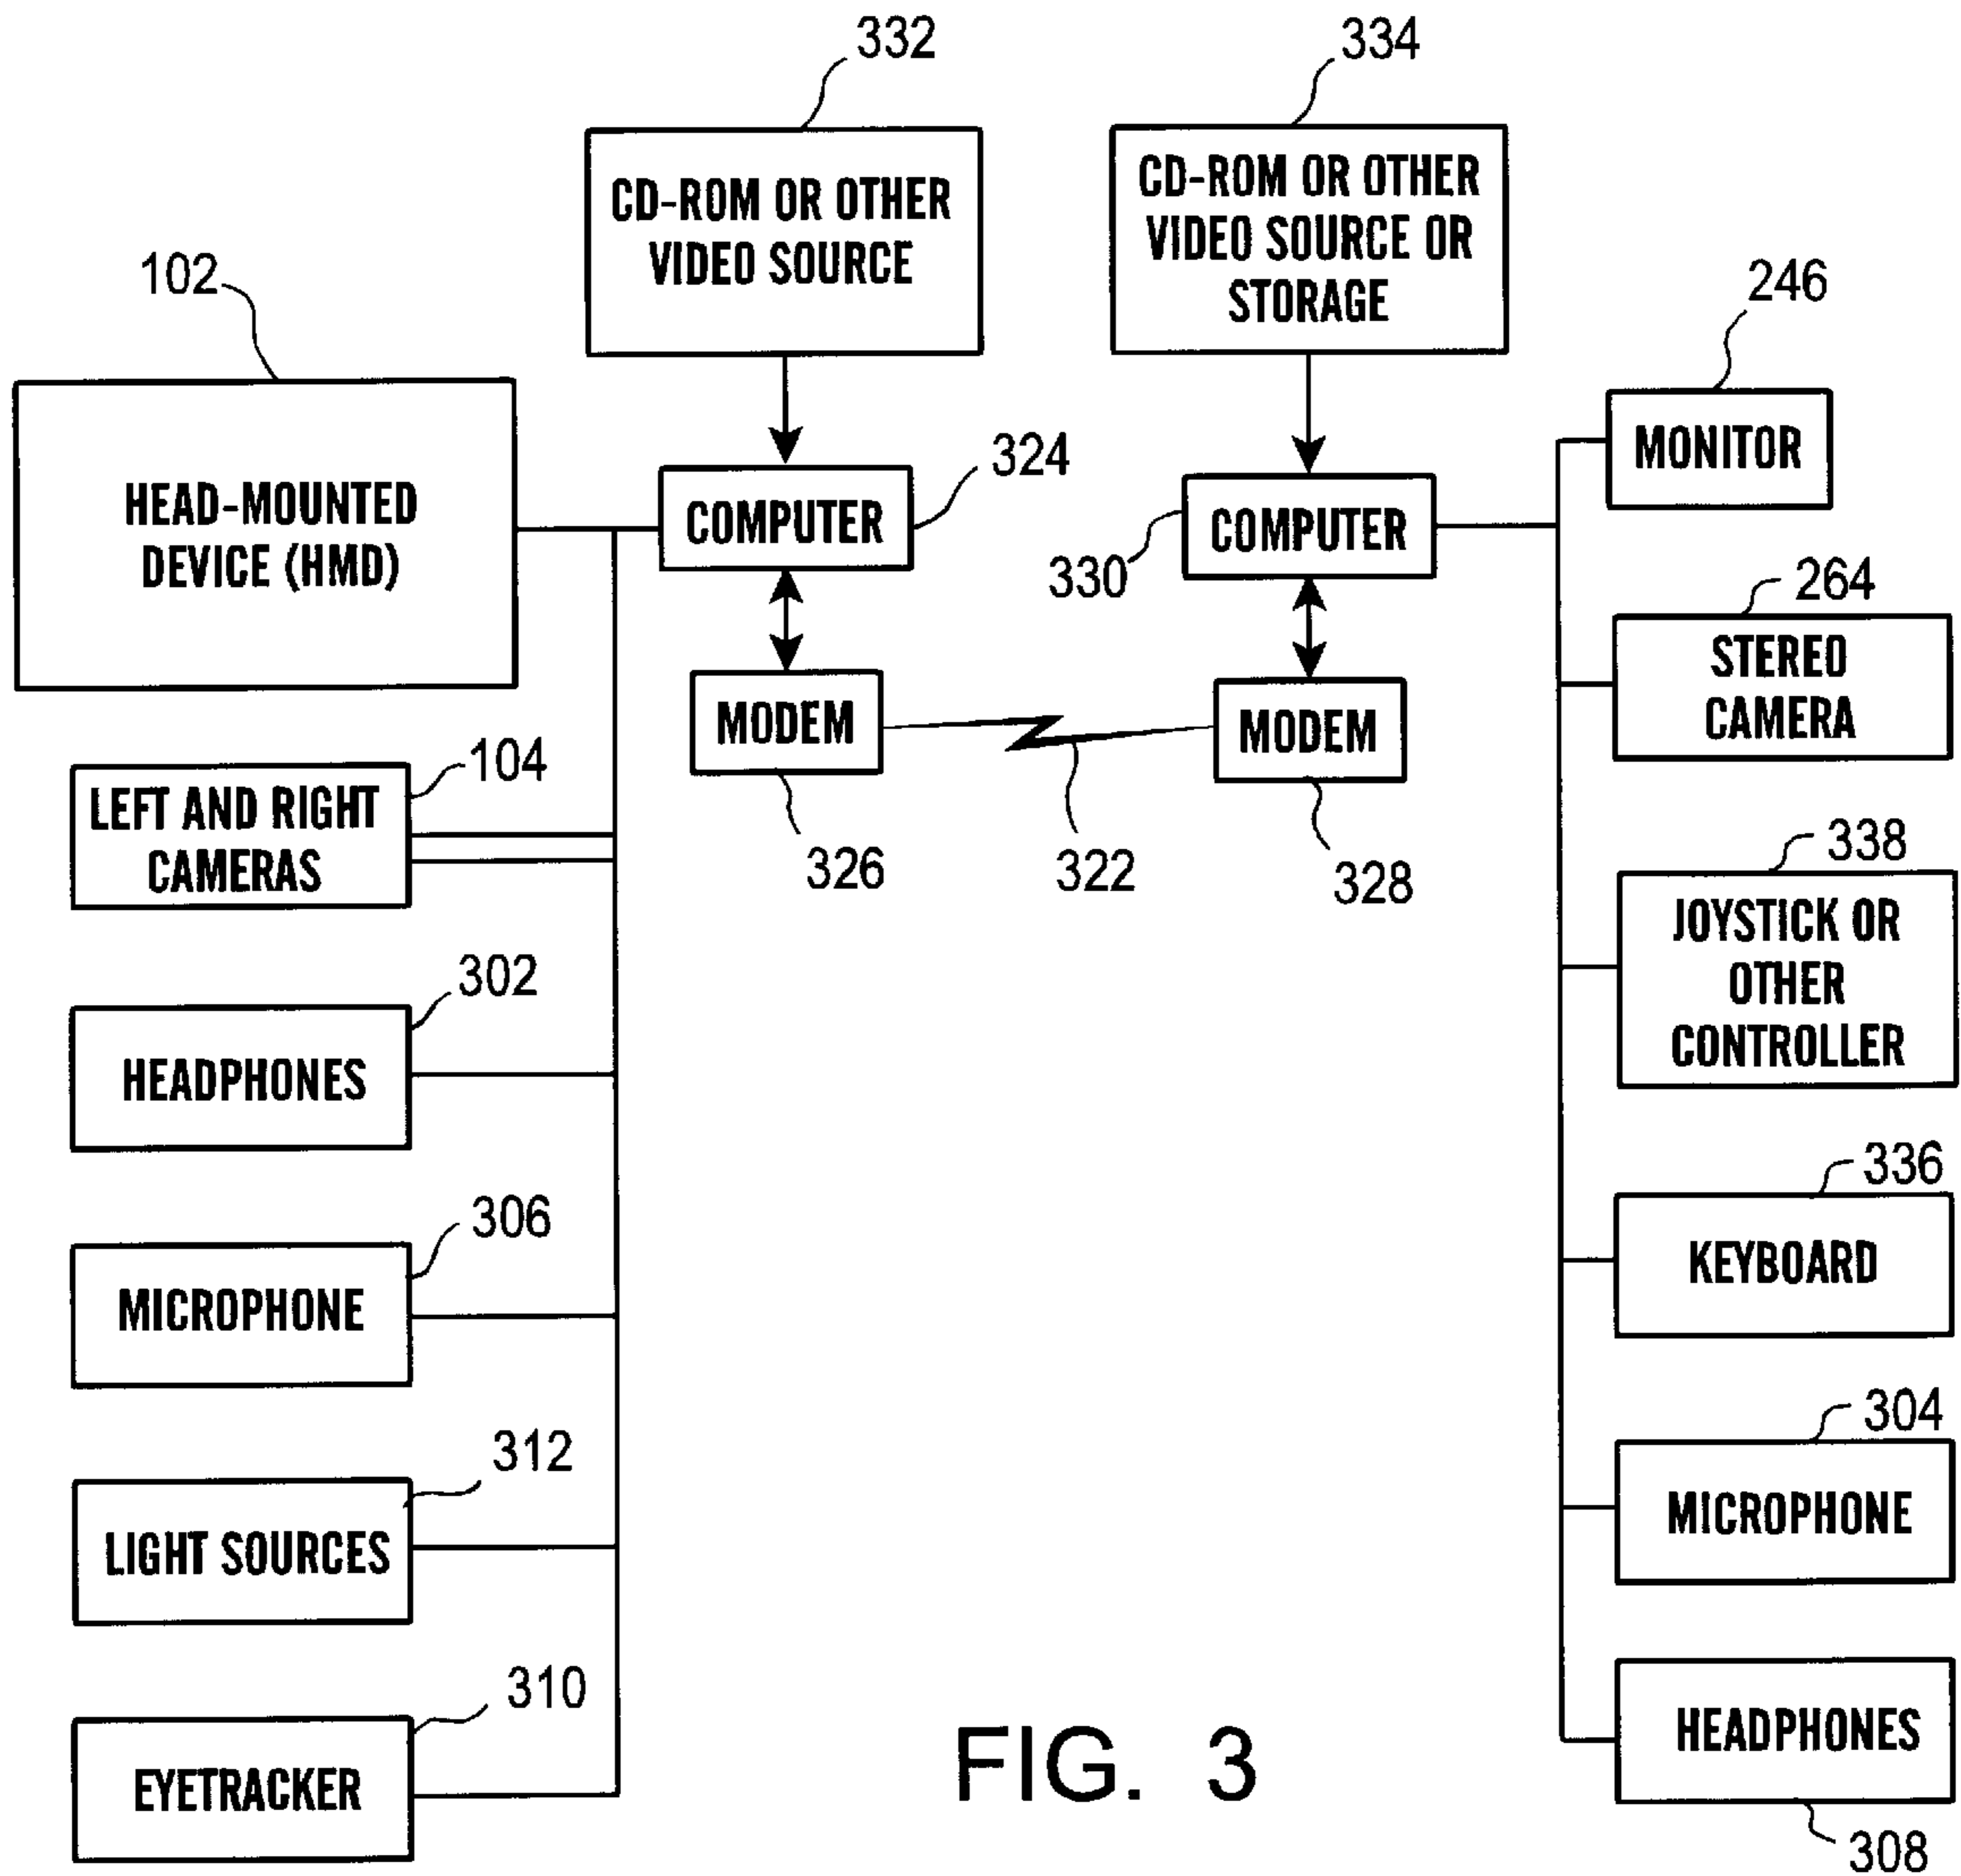 332
334
CD-ROM OR OTHER
VIDEO SOURCE
CD-ROM OR OTHER
VIDEO SOURCE OR
STORAGE
102
246
HEAD-MOUNTED
DEVICE (HMD)
COMPUTER
324
COMPUTER
330
MONITOR
264
STEREO
CAMERA
MODEM
326
322
MODEM
328
104
LEFT AND RIGHT
CAMERAS
338
JOYSTICK OR
OTHER
CONTROLLER
302
HEADPHONES
336
KEYBOARD
306
MICROPHONE
304
MICROPHONE
312
LIGHT SOURCES
310
EYETRACKER
HEADPHONES
308
FIG. 3